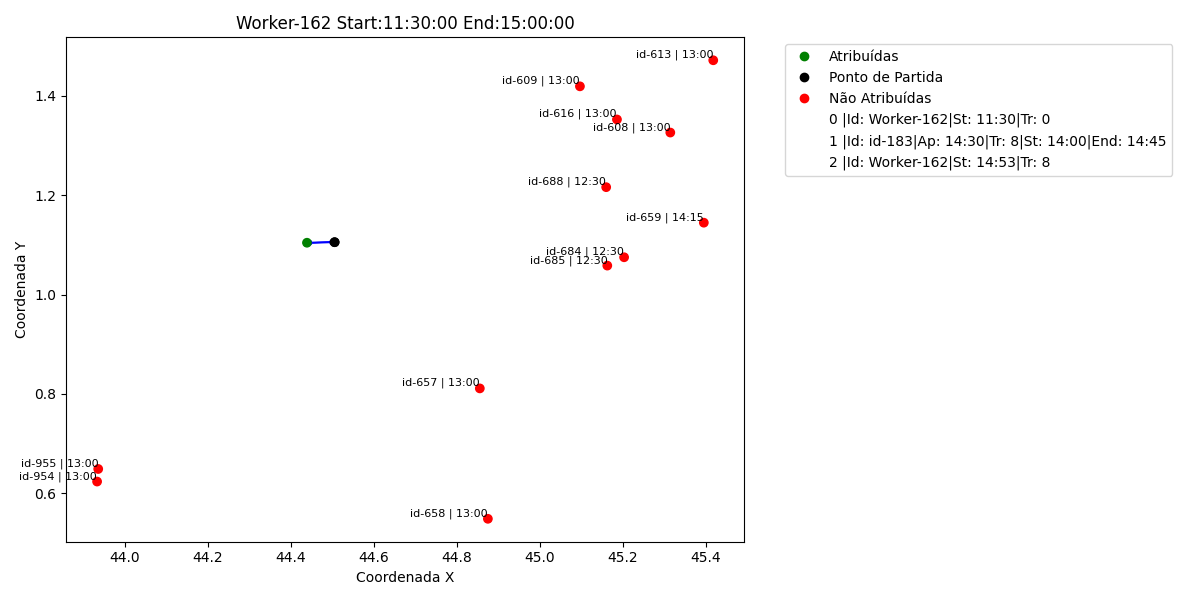 Worker-162 Start:11:30:00 End:15:00:00
id-613 | 13:00
id-609 | 13:00
id-616 | 13:00
id-608 | 13:00
id-688 | 12:30
id-659 | 14:15
id-684 | 12:30
id-685 | 12:30
id-657 | 13:00
id-955 | 13:00
id-954 | 13:00
id-658 | 13:00
1.4
1.2
1.0
0.8
0.6
Coordenada Y
44.0 44.2 44.4 44.6 44.8 45.0 45.2 45.4
Coordenada X
Atribuídas
Ponto de Partida
Não Atribuídas
0 |Id: Worker-162|St: 11:30|Tr: 0
1 |Id: id-183|Ap: 14:30|Tr: 8|St: 14:00|End: 14:45
2 |Id: Worker-162|St: 14:53|Tr: 8